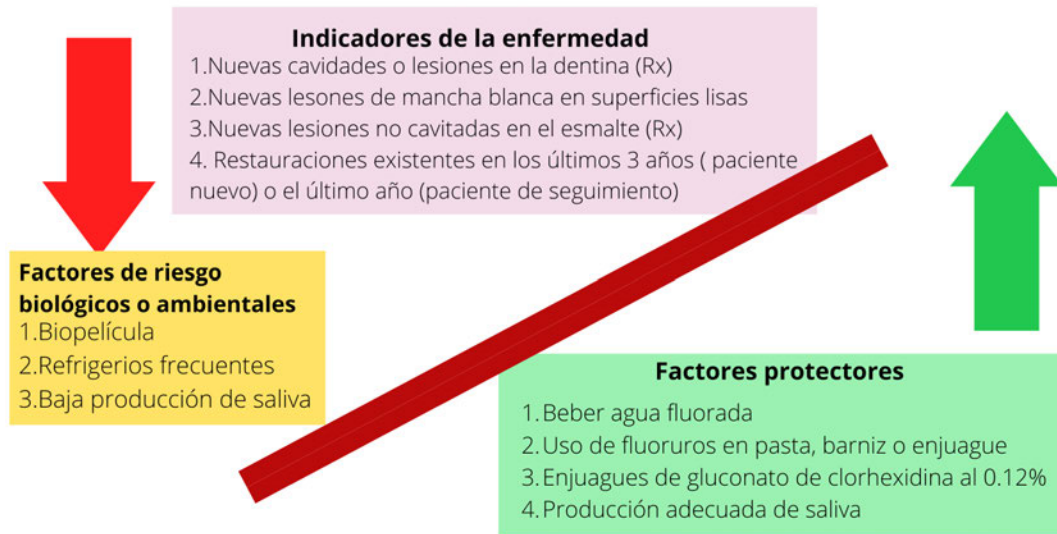 Indicadores de la enfermedad
1.Nuevas cavidades o lesiones en la dentina (Rx)
2.Nuevas lesones de mancha blanca en superficies lisas
3.Nuevas lesiones no cavitadas en el esmalte (Rx)
4. Restauraciones existentes en los últimos 3 años ( paciente
nuevo) o el último año (paciente de seguimiento)
Factores de riesgo
biológicos o ambientales
1.Biopelícula
2.Refrigerios frecuentes
3.Baja producción de saliva
Factores protectores
1.Beber agua fluorada
2.Uso de fluoruros en pasta, barniz o enjuague
3.Enjuagues de gluconato de clorhexidina al 0.12%
4.Producción adecuada de saliva